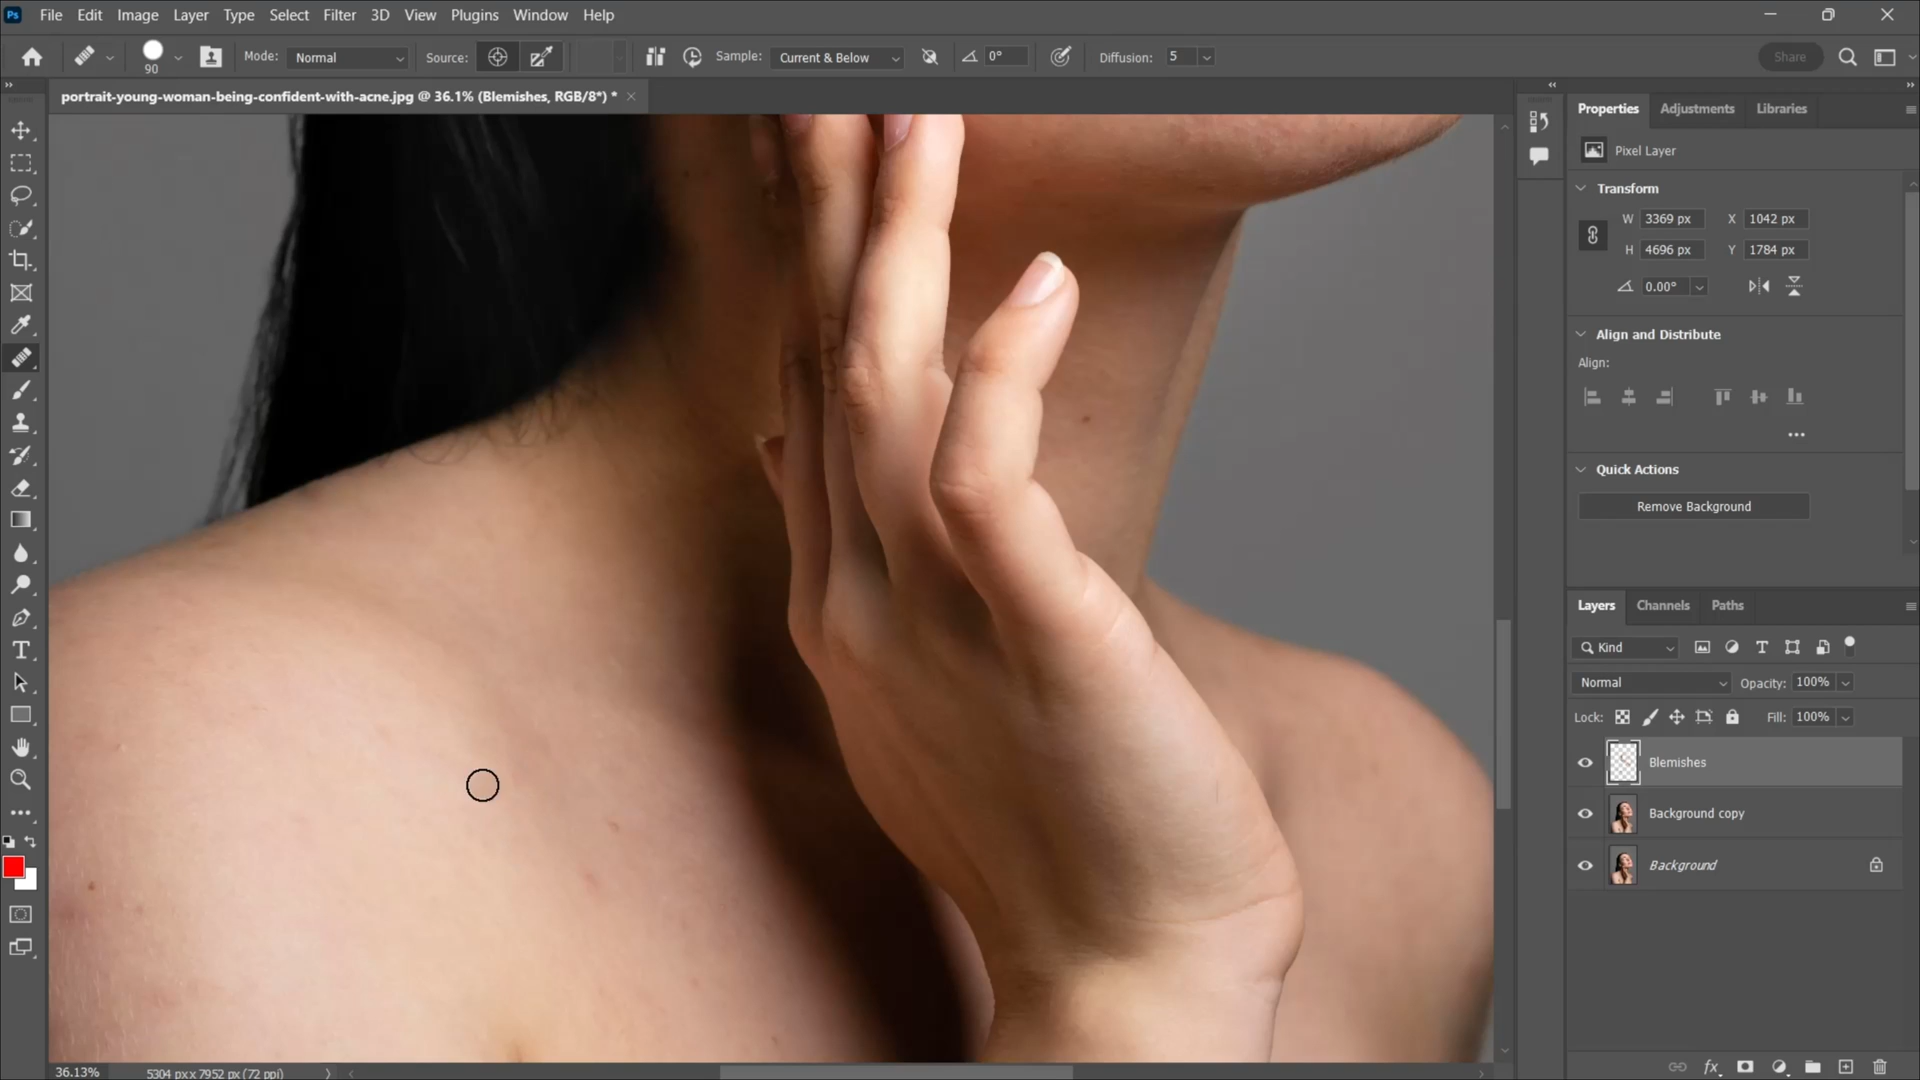 Ps File Edit Image Layer Type Select Filter 3D View Plugins Window Help
90 Mode: Normal Source: Sample: Current & Below 0° Diffusion: 5 Share
portrait-young-woman-being-confident-with-acne.jpg @ 36.1% (Blemishes, RGB/8*) *
Properties Adjustments Libraries
Pixel Layer
Transform
W 3369 px X 1042 px
H 4696 px Y 1784 px
0.00°
Align and Distribute
Align:
Quick Actions
Remove Background
Layers Channels Paths
Kind
Normal Opacity: 100%
Lock: Fill: 100%
Blemishes
Background copy
Background
36.13% 5304 px x 7952 px (72 ppi)
fx